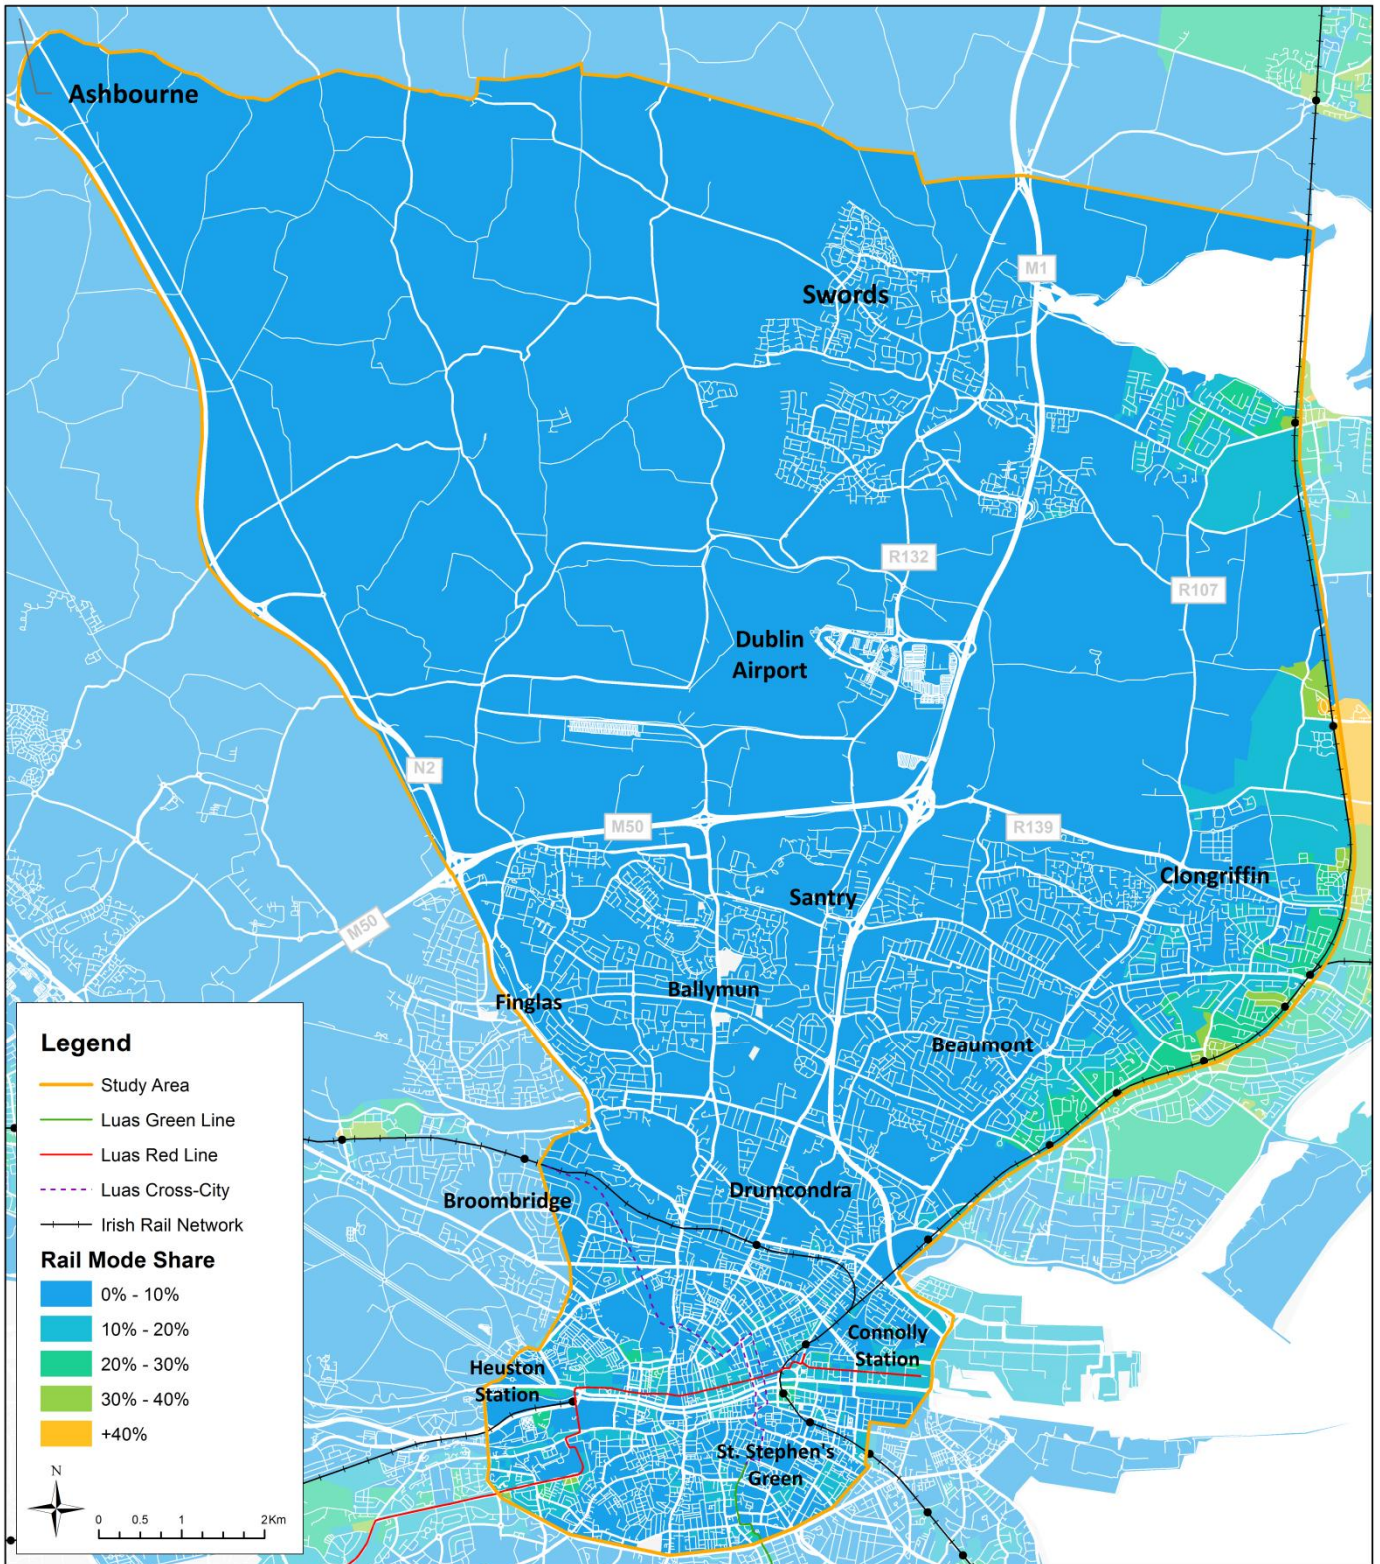 Ashbourne
Swords
M1
R132
R107
Dublin
Airport
N2
M50
R139
Clongriffin
Santry
M50
Ballymun
Finglas
Beaumont
Drumcondra
Broombridge
Connolly
Station
Heuston
Station
St. Stephen's
Green
Legend
Study Area
Luas Green Line
Luas Red Line
Luas Cross-City
Irish Rail Network
Rail Mode Share
0% - 10%
10% - 20%
20% - 30%
30% - 40%
+40%
N
0 0.5 1 2Km